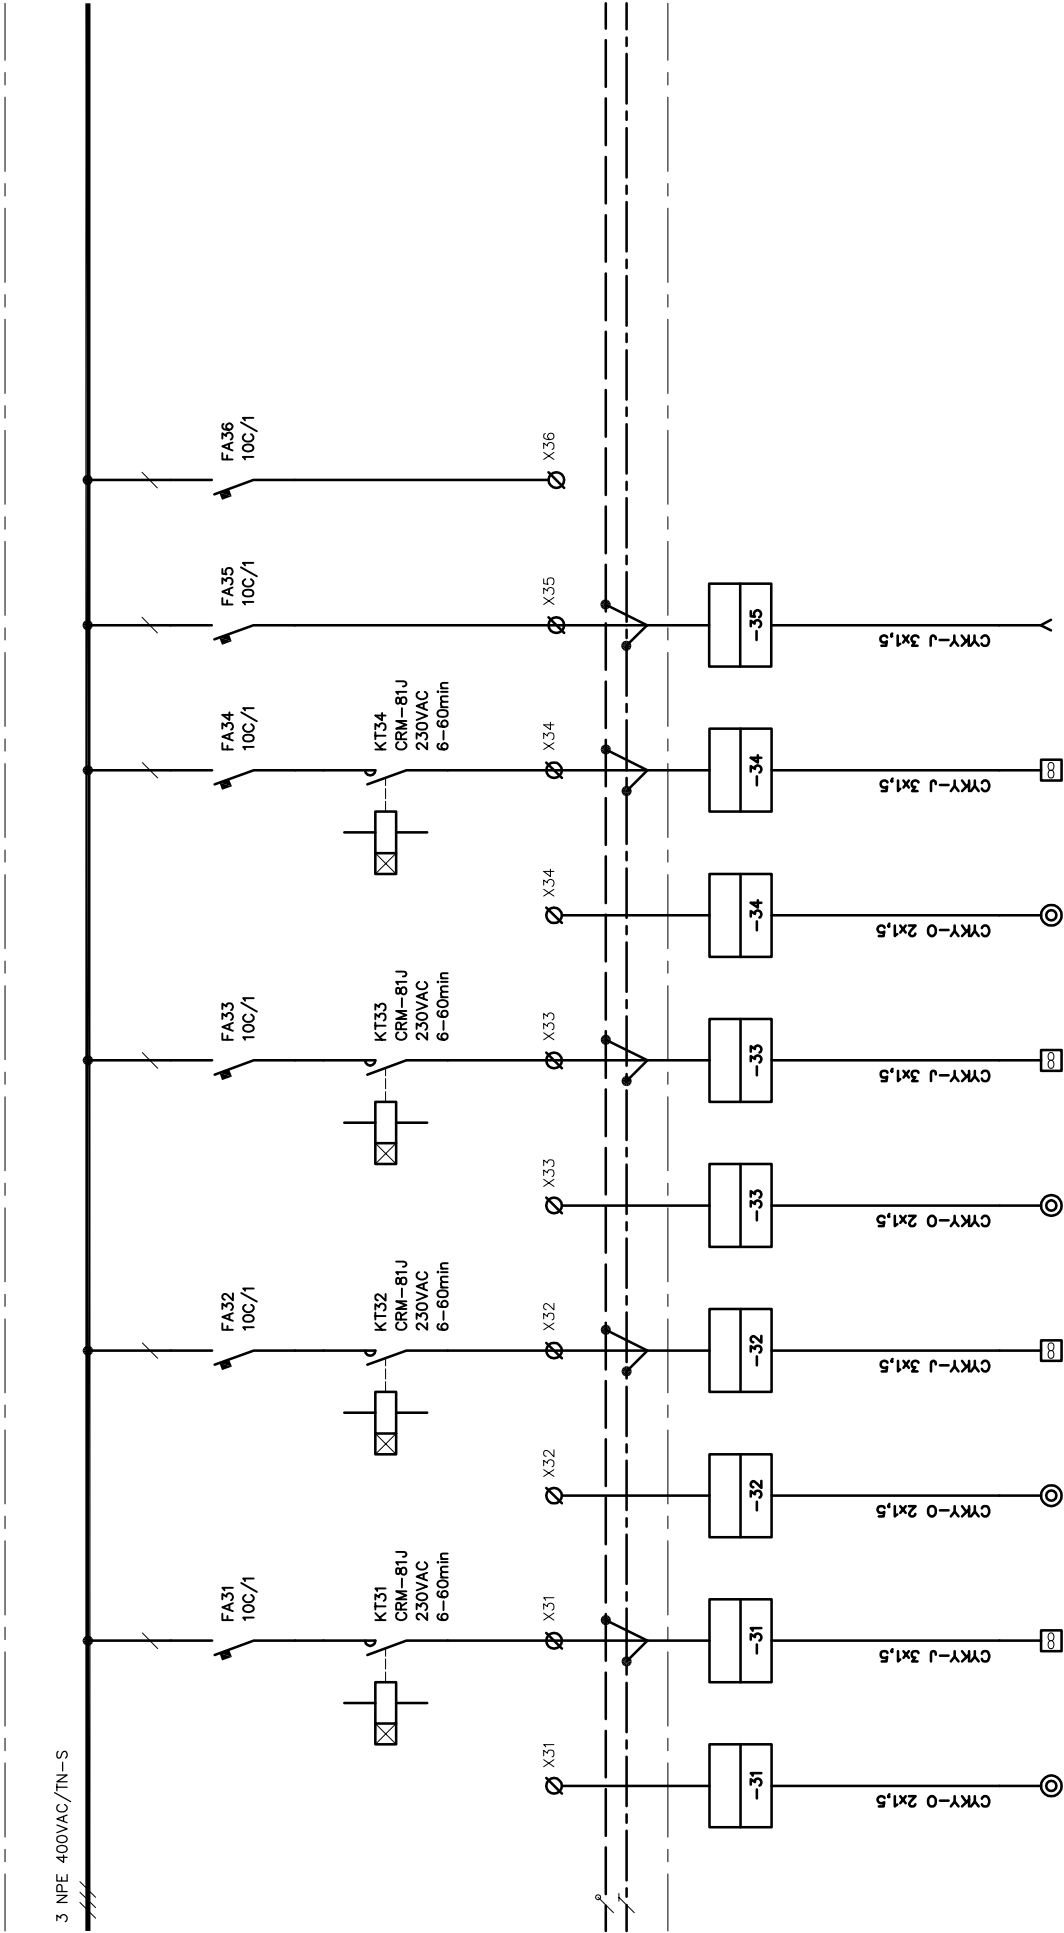 3 NPE 400VAC/TN-S
FA31
10C/1
FA32
10C/1
FA33
10C/1
FA34
10C/1
FA35
10C/1
FA36
10C/1
KT31
CRM-81J
230VAC
6-60min
KT32
CRM-81J
230VAC
6-60min
KT33
CRM-81J
230VAC
6-60min
KT34
CRM-81J
230VAC
6-60min
X31
X31
X32
X32
X33
X33
X34
X34
X35
X36
-31
-31
-32
-32
-33
-33
-34
-34
-35
CYKY-O 2x1,5
CYKY-J 3x1,5
CYKY-O 2x1,5
CYKY-J 3x1,5
CYKY-O 2x1,5
CYKY-J 3x1,5
CYKY-O 2x1,5
CYKY-J 3x1,5
CYKY-J 3x1,5